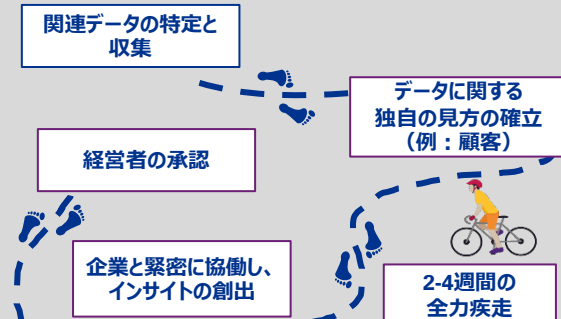 関連データの特定と
収集
データに関する
独自の見方の確立
（例：顧客）
経営者の承認
企業と緊密に協働し、
インサイトの創出
2-4週間の
全力疾走